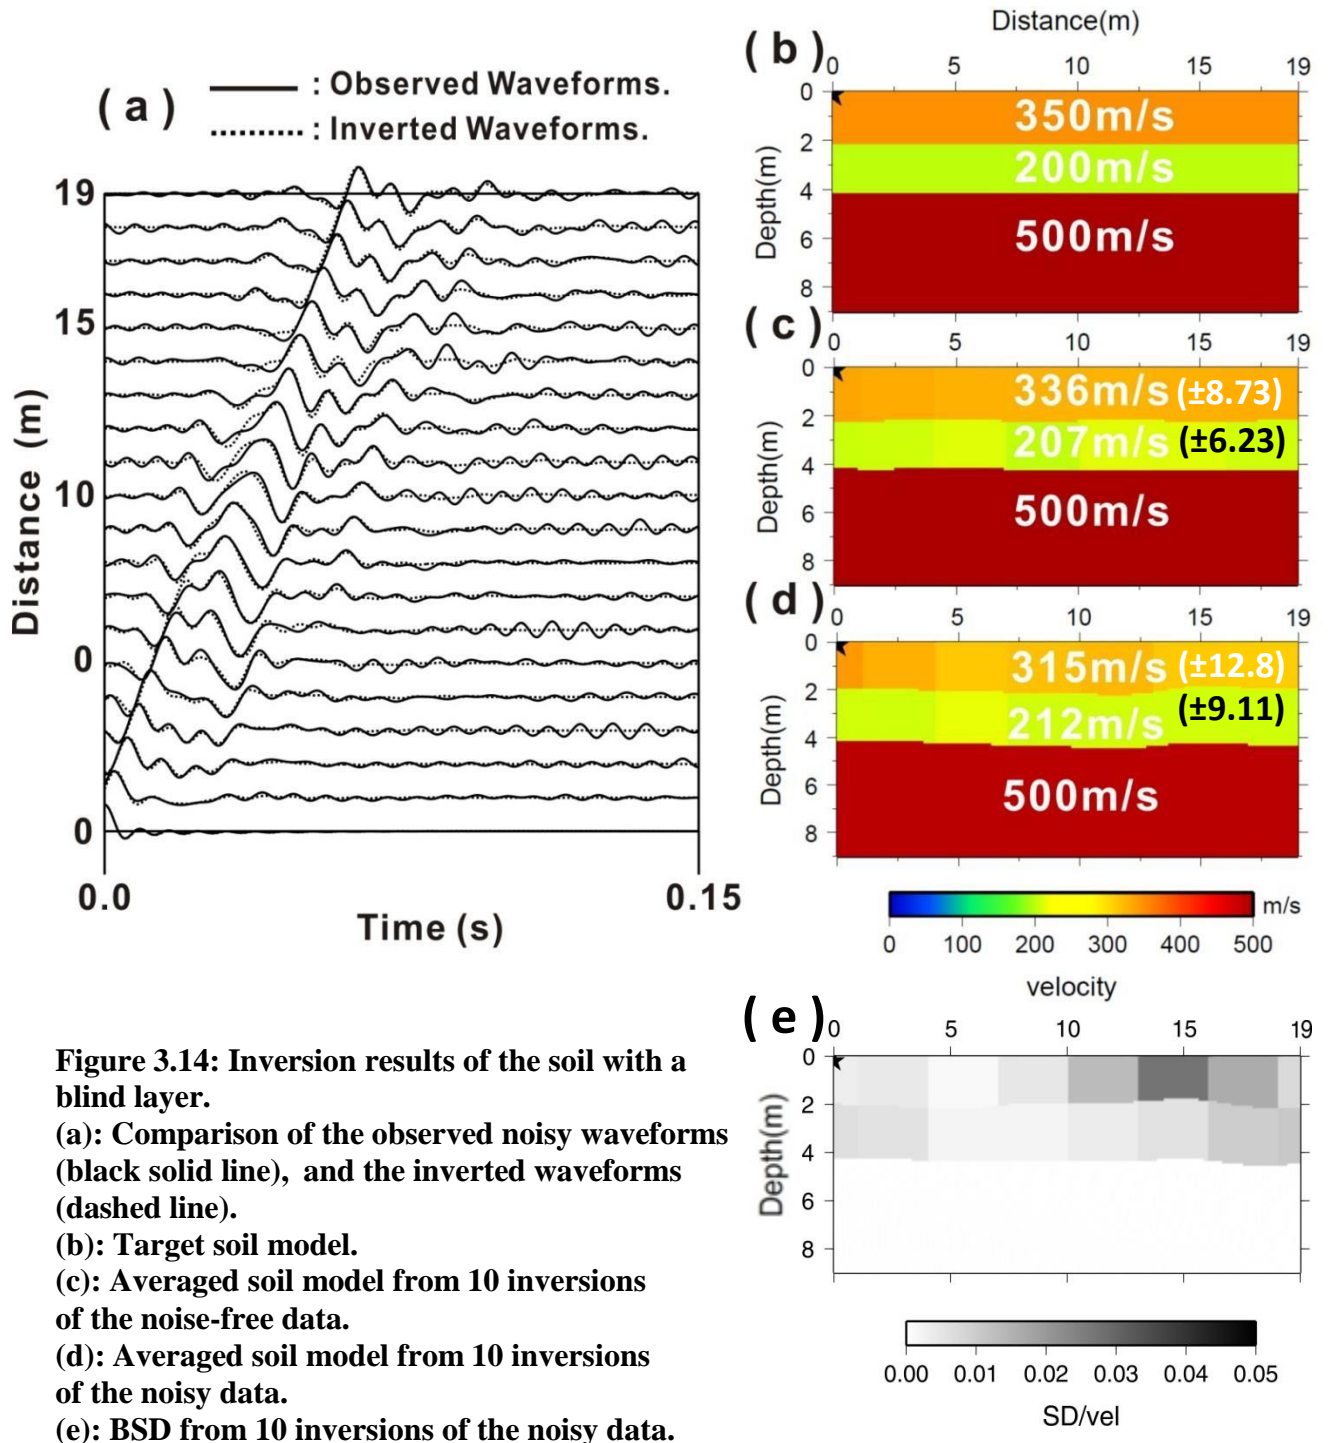 ( a )
: Observed Waveforms.
: Inverted Waveforms.
19
15
10
0
0
Distance (m)
0.0
0.15
Time (s)
( b )
Distance(m)
0 5 10 15 19
0
2
4
6
8
Depth(m)
350m/s
200m/s
500m/s
( c )
0 5 10 15 19
0
2
4
6
8
Depth(m)
336m/s (±8.73)
207m/s (±6.23)
500m/s
( d )
0 5 10 15 19
0
2
4
6
8
Depth(m)
315m/s (±12.8)
212m/s (±9.11)
500m/s
m/s
0 100 200 300 400 500
velocity
( e )
0 5 10 15 19
0
2
4
6
8
Depth(m)
0.00 0.01 0.02 0.03 0.04 0.05
SD/vel
Figure 3.14: Inversion results of the soil with a
blind layer.
(a): Comparison of the observed noisy waveforms
(black solid line), and the inverted waveforms
(dashed line).
(b): Target soil model.
(c): Averaged soil model from 10 inversions
of the noise-free data.
(d): Averaged soil model from 10 inversions
of the noisy data.
(e): BSD from 10 inversions of the noisy data.